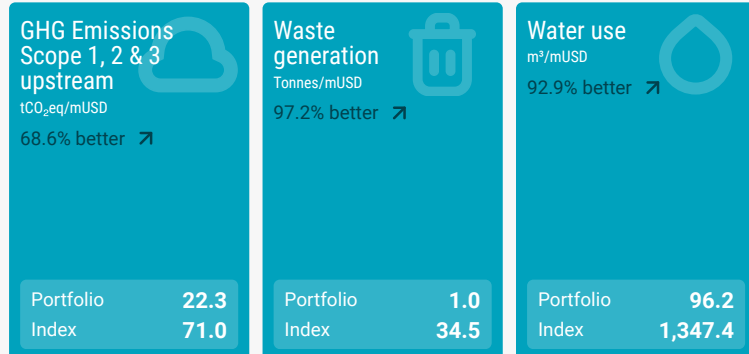 GHG Emissions
Scope 1, 2 & 3
upstream
tCO₂eq/mUSD
68.6% better
Portfolio 22.3
Index 71.0
Waste
generation
Tonnes/mUSD
97.2% better
Portfolio 1.0
Index 34.5
Water use
m³/mUSD
92.9% better
Portfolio 96.2
Index 1,347.4